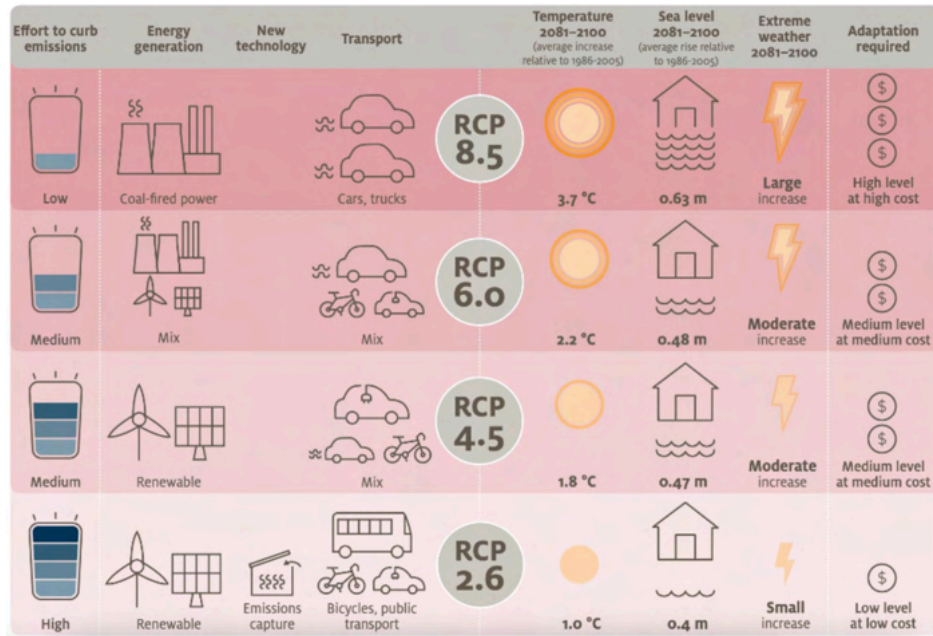 Effort to curb
emissions
Energy
generation
New
technology
Transport
Temperature
2081–2100
(average increase
relative to 1986-2005)
Sea level
2081–2100
(average rise relative
to 1986-2005)
Extreme
weather
2081–2100
Adaptation
required
Low
Coal-fired power
Cars, trucks
RCP
8.5
3.7 °C
0.63 m
Large
increase
$
$
$
High level
at high cost
Medium
Mix
Mix
RCP
6.0
2.2 °C
0.48 m
Moderate
increase
$
$
Medium level
at medium cost
Medium
Renewable
Mix
RCP
4.5
1.8 °C
0.47 m
Moderate
increase
$
$
Medium level
at medium cost
High
Renewable
Emissions
capture
Bicycles, public
transport
RCP
2.6
1.0 °C
0.4 m
Small
increase
$
Low level
at low cost